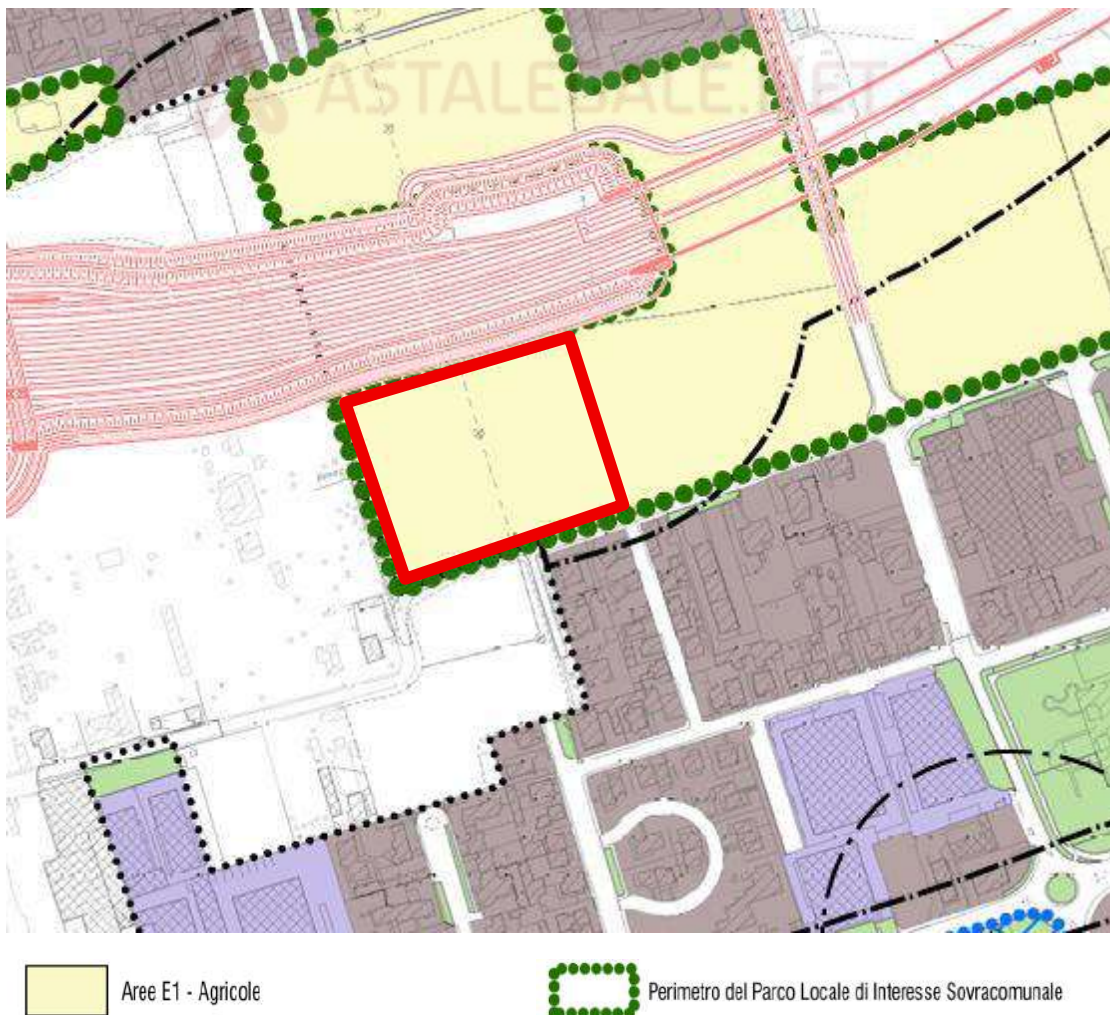 ASTALEGALE.NET
Aree E1 - Agricole
Perimetro del Parco Locale di Interesse Sovracomunale